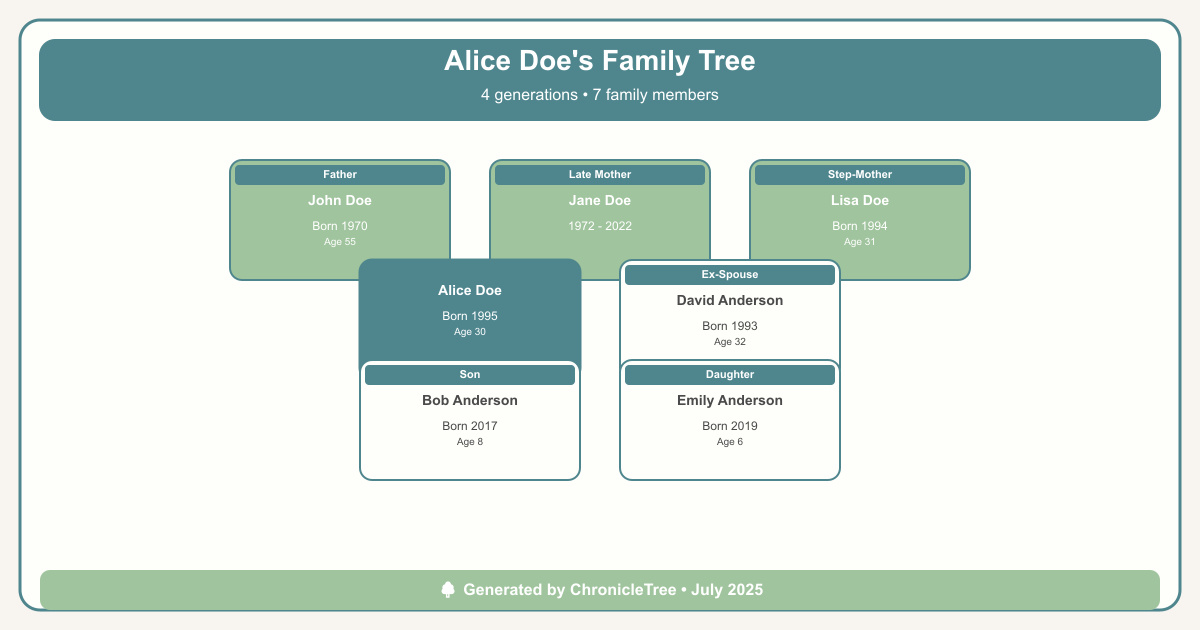 Alice Doe's Family Tree
4 generations • 7 family members
Father
John Doe
Born 1970
Age 55
Late Mother
Jane Doe
1972 - 2022
Step-Mother
Lisa Doe
Born 1994
Age 31
Alice Doe
Born 1995
Age 30
Ex-Spouse
David Anderson
Born 1993
Age 32
Son
Bob Anderson
Born 2017
Age 8
Daughter
Emily Anderson
Born 2019
Age 6
Generated by ChronicleTree • July 2025